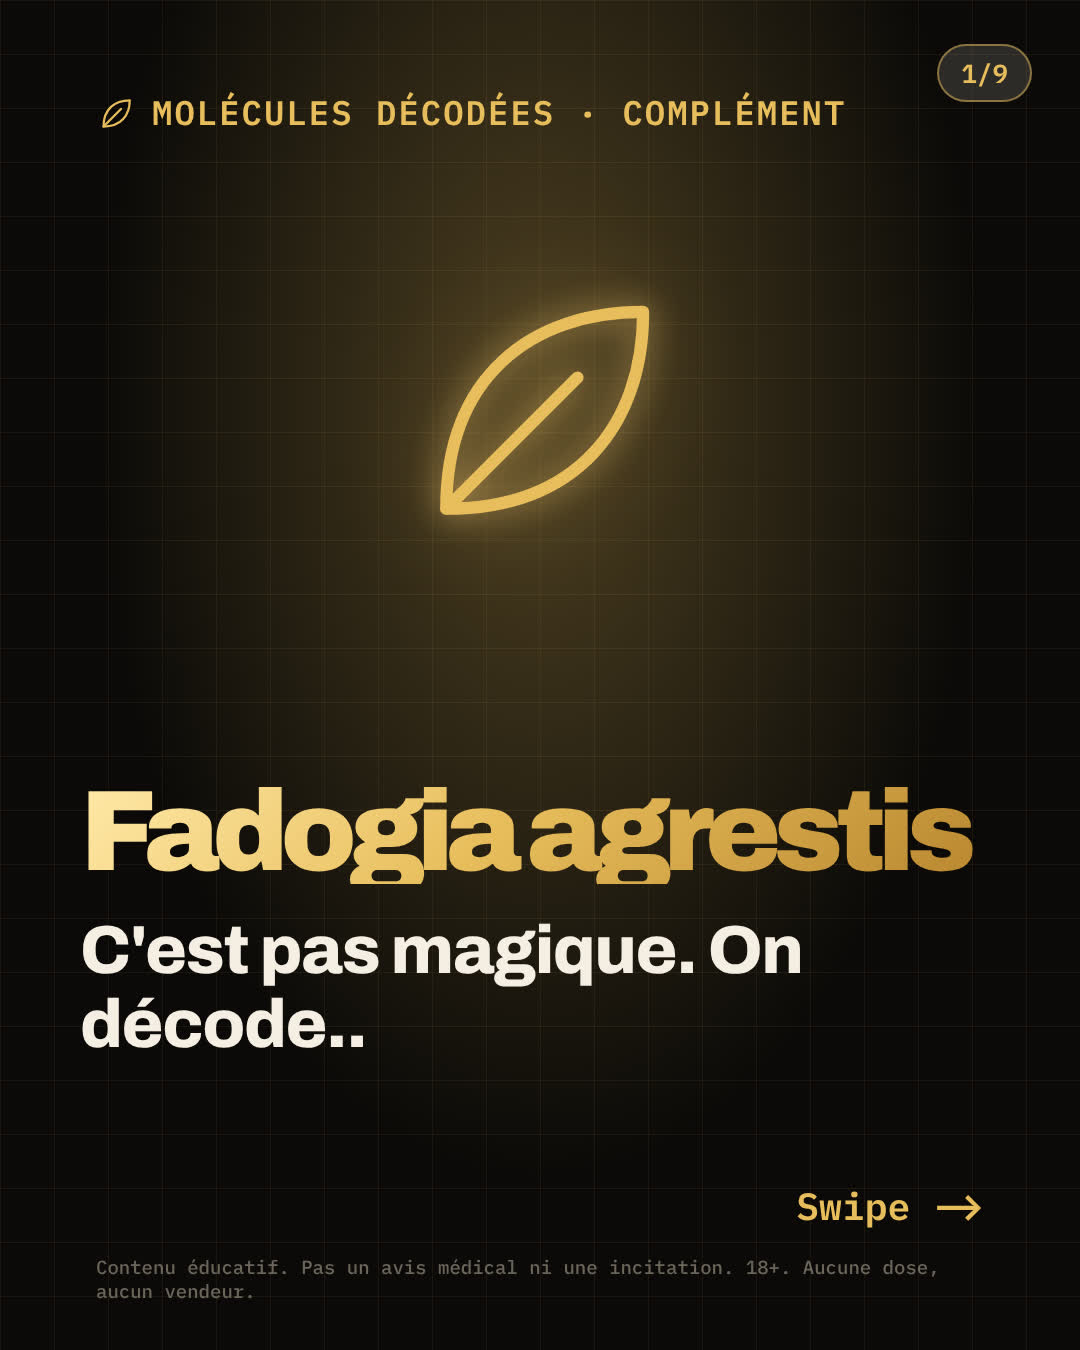 1/9
MOLÉCULES DÉCODÉES · COMPLÉMENT
Fadogia agrestis
C'est pas magique. On
décode..
Swipe →
Contenu éducatif. Pas un avis médical ni une incitation. 18+. Aucune dose,
aucun vendeur.